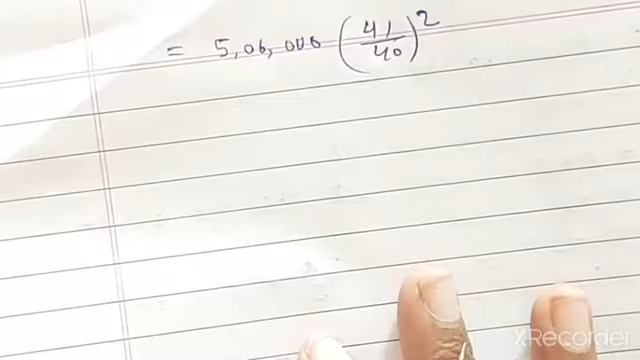 = 5,06,000 (41/40)²
XRecorder